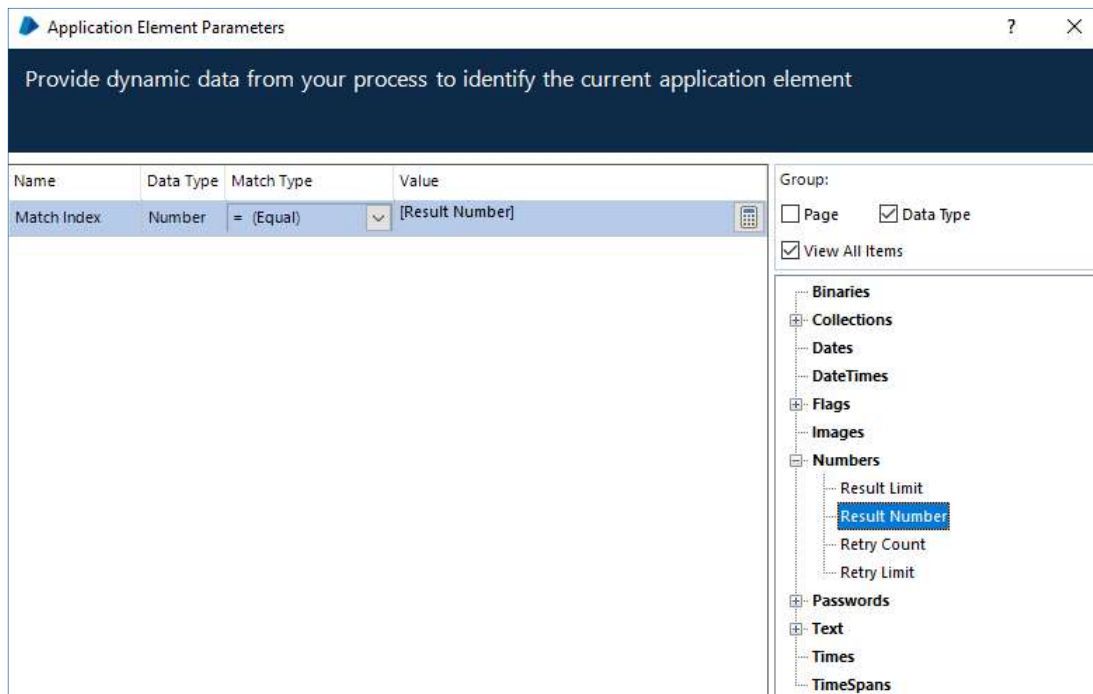 Application Element Parameters ?
Provide dynamic data from your process to identify the current application element
Name Data Type Match Type Value
Match Index Number = (Equal) [Result Number]
Group:
Page Data Type
View All Items
Binaries
Collections
Dates
DateTimes
Flags
Images
Numbers
Result Limit
Result Number
Retry Count
Retry Limit
Passwords
Text
Times
TimeSpans